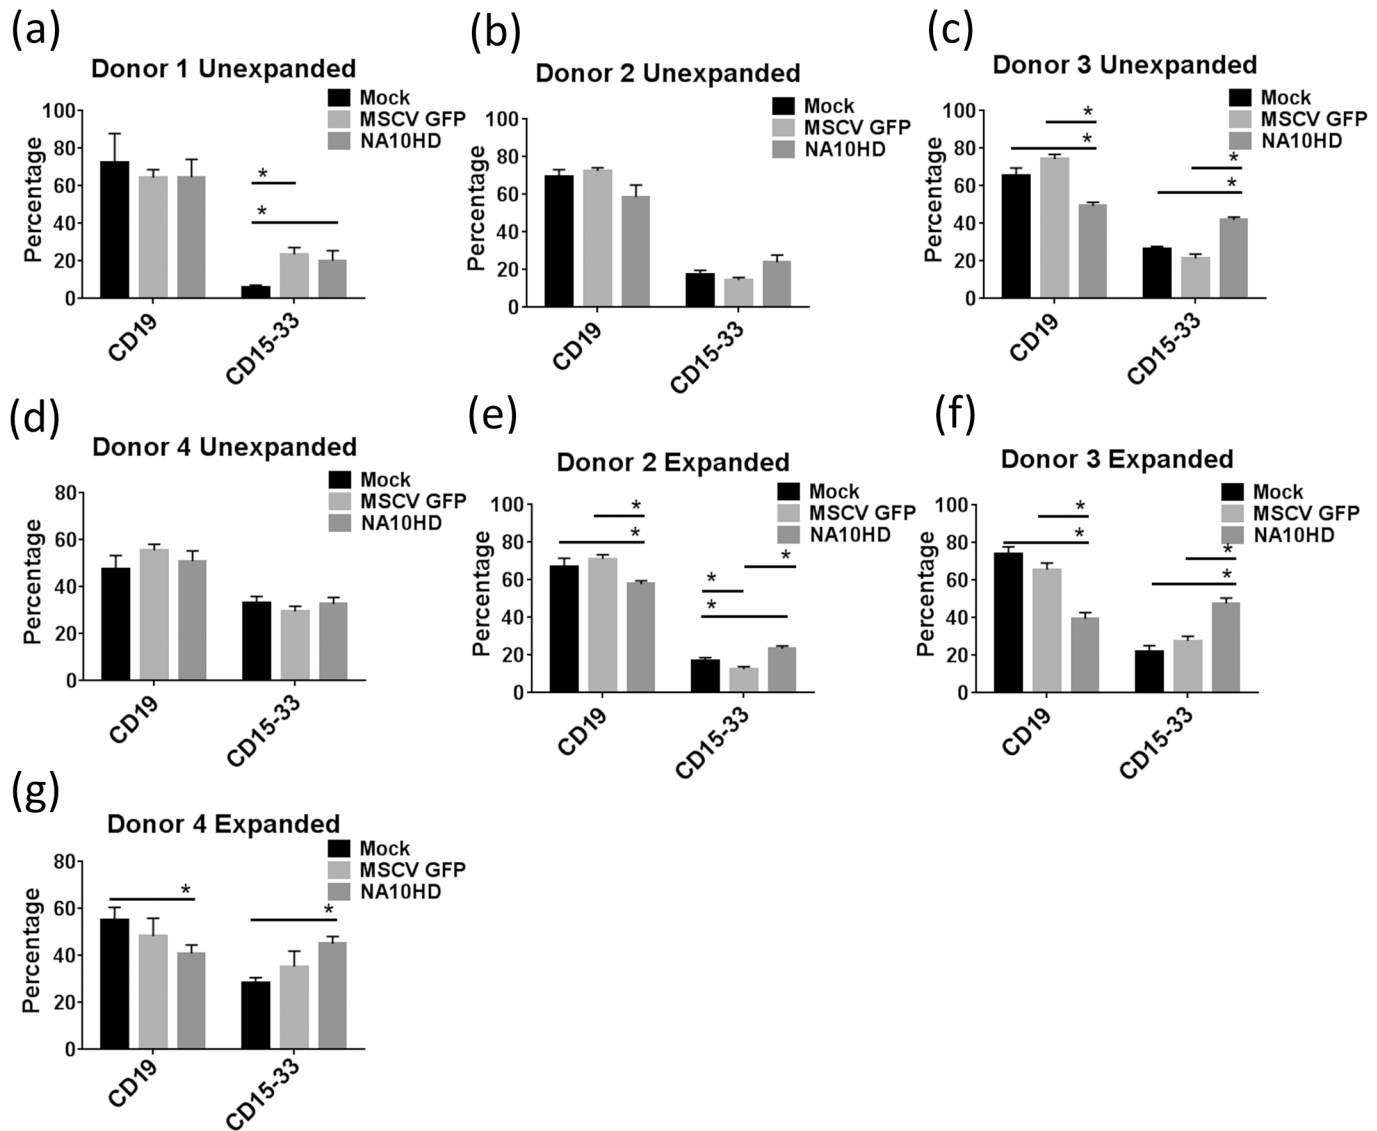 (a)
Donor 1 Unexpanded
Mock
MSCV GFP
NA10HD
Percentage
100
80
60
40
20
0
*
*
CD19
CD15-33
(b)
Donor 2 Unexpanded
Mock
MSCV GFP
NA10HD
Percentage
100
80
60
40
20
0
CD19
CD15-33
(c)
Donor 3 Unexpanded
Mock
MSCV GFP
NA10HD
Percentage
100
80
60
40
20
0
*
*
*
*
CD19
CD15-33
(d)
Donor 4 Unexpanded
Mock
MSCV GFP
NA10HD
Percentage
80
60
40
20
0
CD19
CD15-33
(e)
Donor 2 Expanded
Mock
MSCV GFP
NA10HD
Percentage
100
80
60
40
20
0
*
*
*
*
*
CD19
CD15-33
(f)
Donor 3 Expanded
Mock
MSCV GFP
NA10HD
Percentage
100
80
60
40
20
0
*
*
*
*
CD19
CD15-33
(g)
Donor 4 Expanded
Mock
MSCV GFP
NA10HD
Percentage
80
60
40
20
0
*
*
CD19
CD15-33